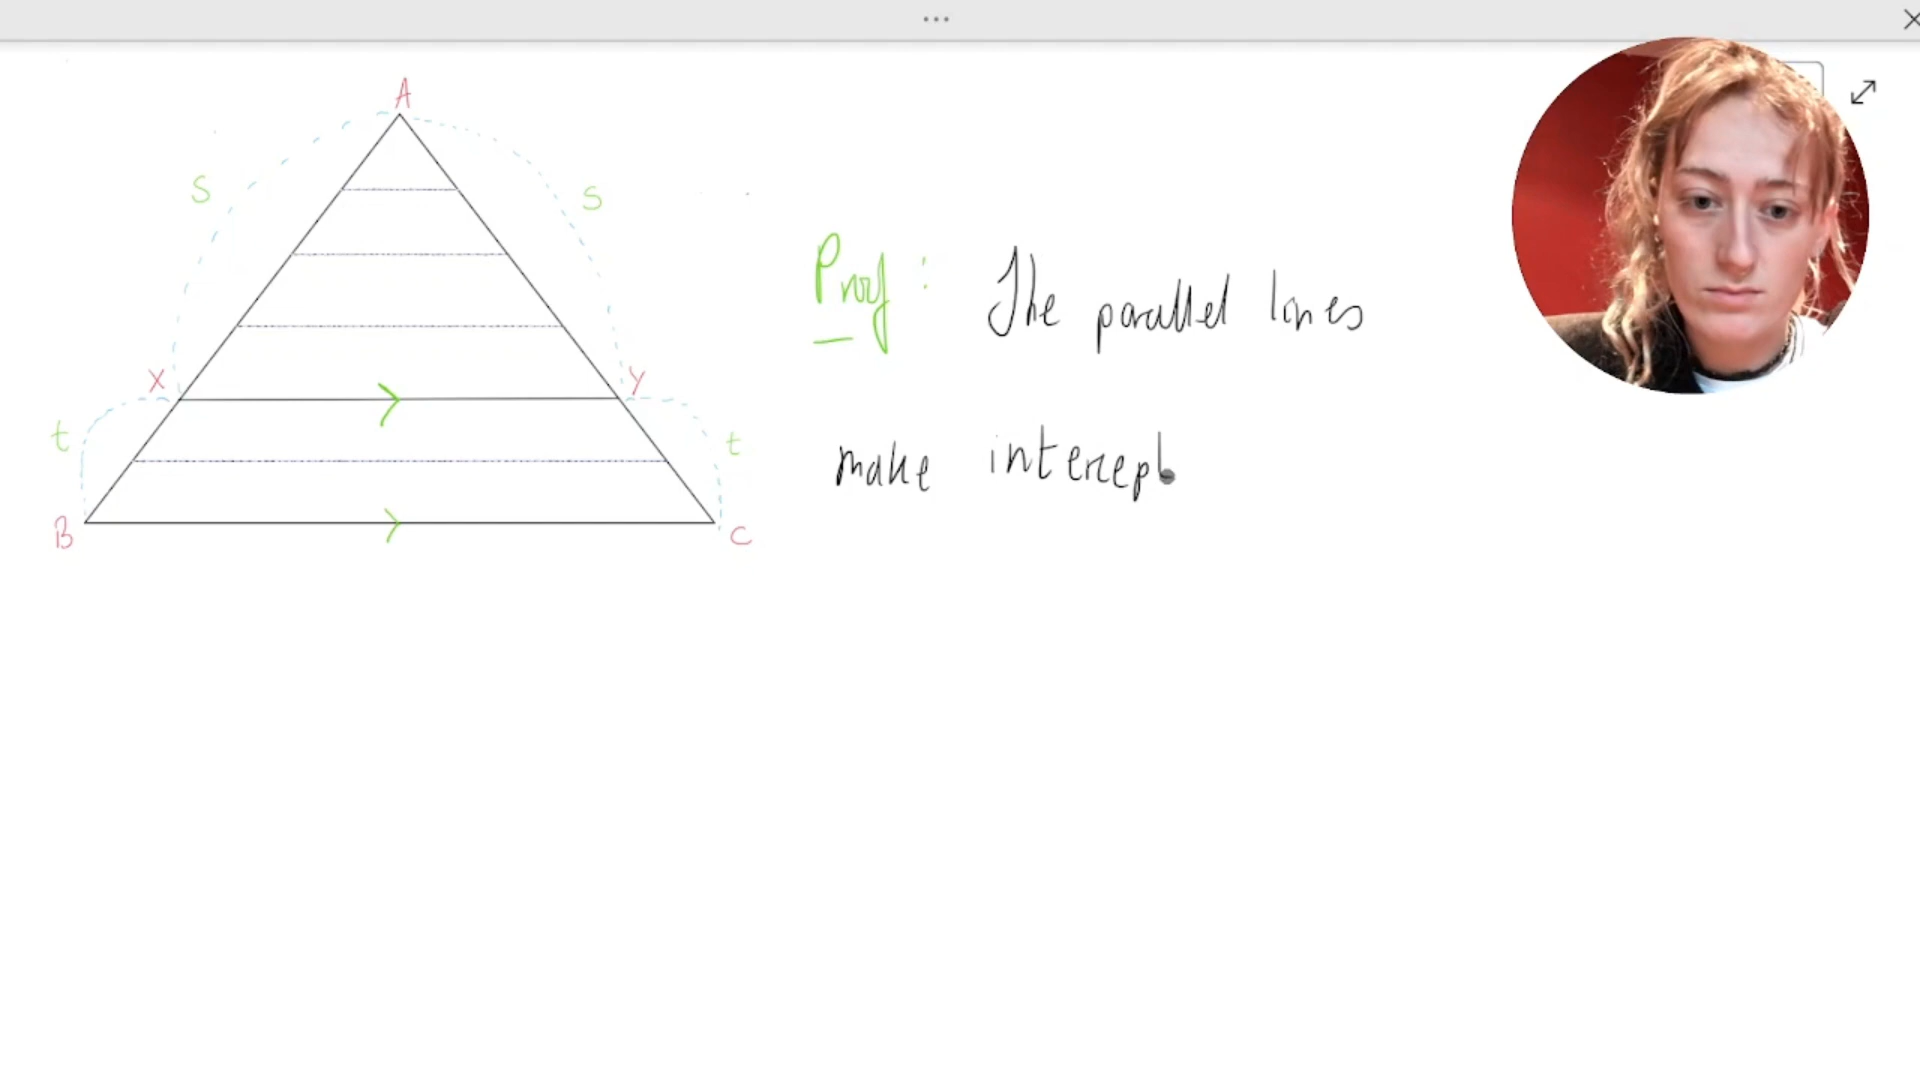 A
S
S
Proof: The parallel lines
X
Y
t
t
make intercept
B
C